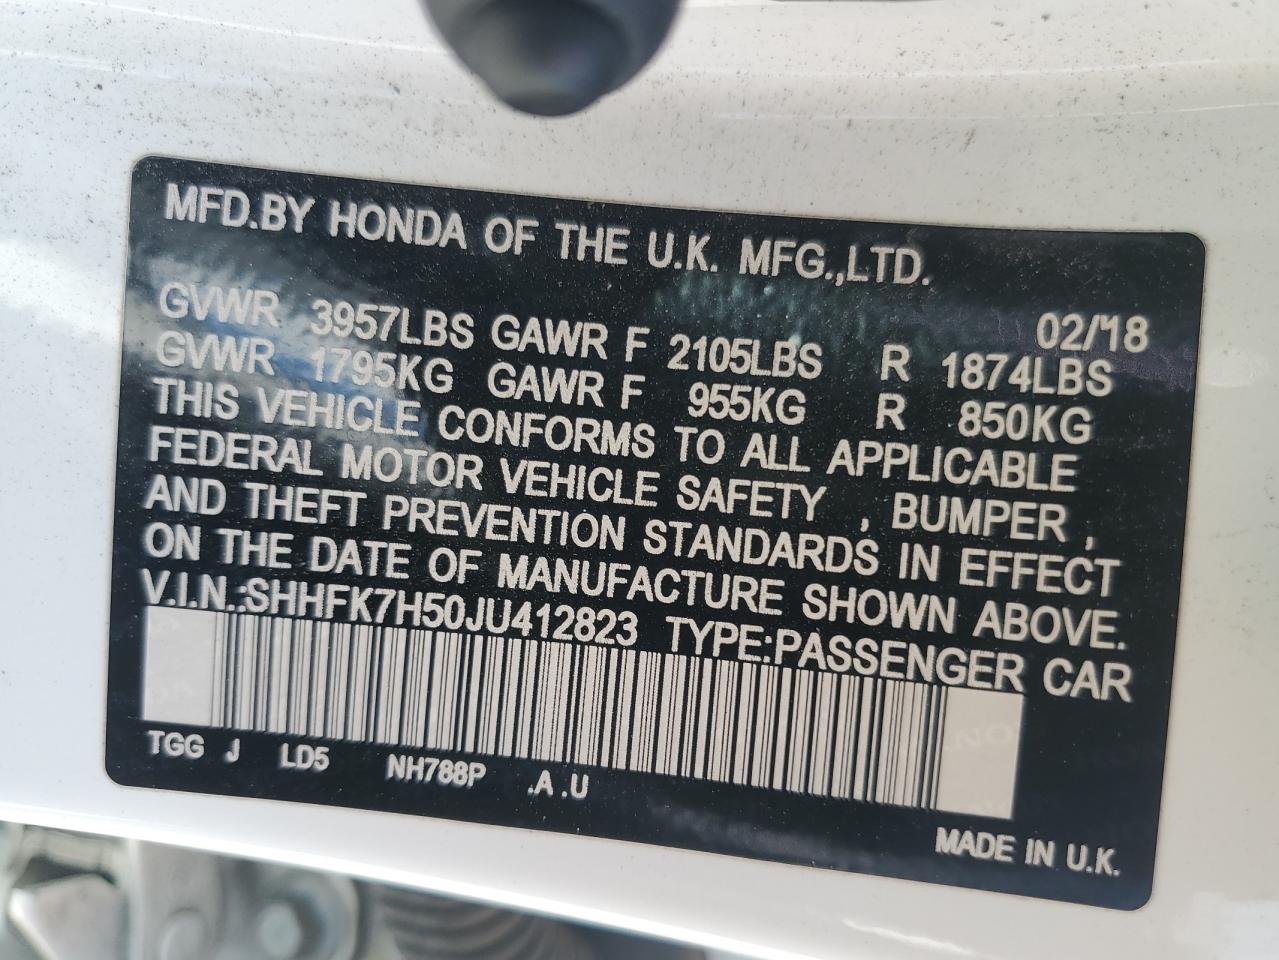 MFD.BY HONDA OF THE U.K. MFG.,LTD.
02/'18
GVWR 3957LBS GAWR F 2105LBS R 1874LBS
GVWR 1795KG GAWR F 955KG R 850KG
THIS VEHICLE CONFORMS TO ALL APPLICABLE
FEDERAL MOTOR VEHICLE SAFETY , BUMPER ,
AND THEFT PREVENTION STANDARDS IN EFFECT
ON THE DATE OF MANUFACTURE SHOWN ABOVE.
V.I.N.:SHHFK7H50JU412823 TYPE:PASSENGER CAR
TGG J LD5 NH788P .A .U
MADE IN U.K.